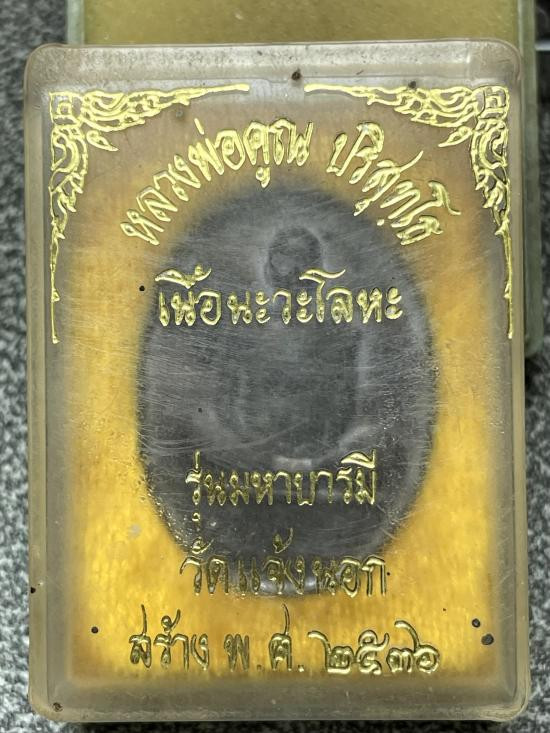 หลวงพ่อคูณ ปริสุทฺโธ
เนื้อนะวะโลหะ
รุ่นมหาบารมี
วัดแจ้งนอก
สร้าง พ.ศ. ๒๕๓๖